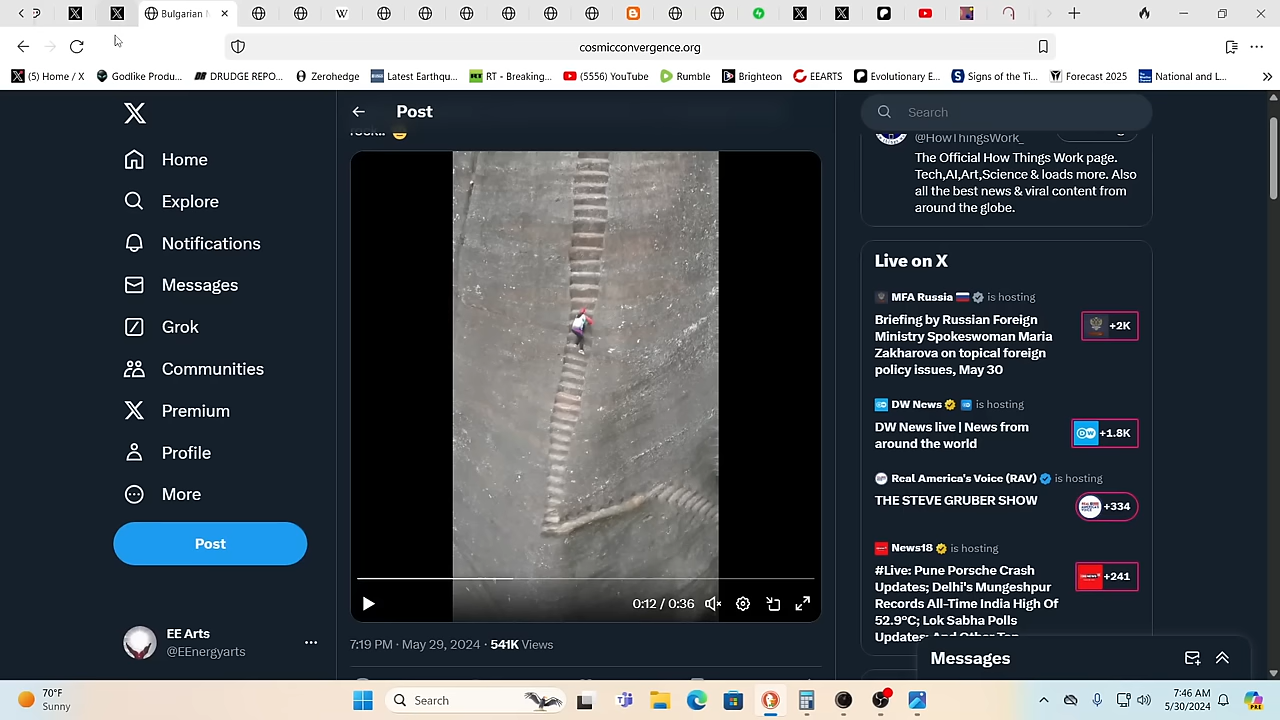 Bulgarian
cosmicconvergence.org
(5) Home / X
Godlike Produ...
DRUDGE REPO...
Zerohedge
Latest Earthqu...
RT - Breaking...
(5556) YouTube
Rumble
Brighteon
EEARTS
Evolutionary E...
Signs of the Ti...
Forecast 2025
National and L...
Home
Explore
Notifications
Messages
Grok
Communities
Premium
Profile
More
Post
EE Arts
@EEnergyarts
Post
0:12 / 0:36
7:19 PM · May 29, 2024 · 541K Views
Search
@HowThingsWork_
The Official How Things Work page.
Tech,AI,Art,Science & loads more. Also
all the best news & viral content from
around the globe.
Live on X
MFA Russia is hosting
Briefing by Russian Foreign
Ministry Spokeswoman Maria
Zakharova on topical foreign
policy issues, May 30
+2K
DW News is hosting
DW News live | News from
around the world
+1.8K
Real America's Voice (RAV) is hosting
THE STEVE GRUBER SHOW
+334
News18 is hosting
#Live: Pune Porsche Crash
Updates; Delhi's Mungeshpur
Records All-Time India High Of
52.9°C; Lok Sabha Polls
Updates; And Other Top
+241
Messages
70°F
Sunny
Search
7:46 AM
5/30/2024